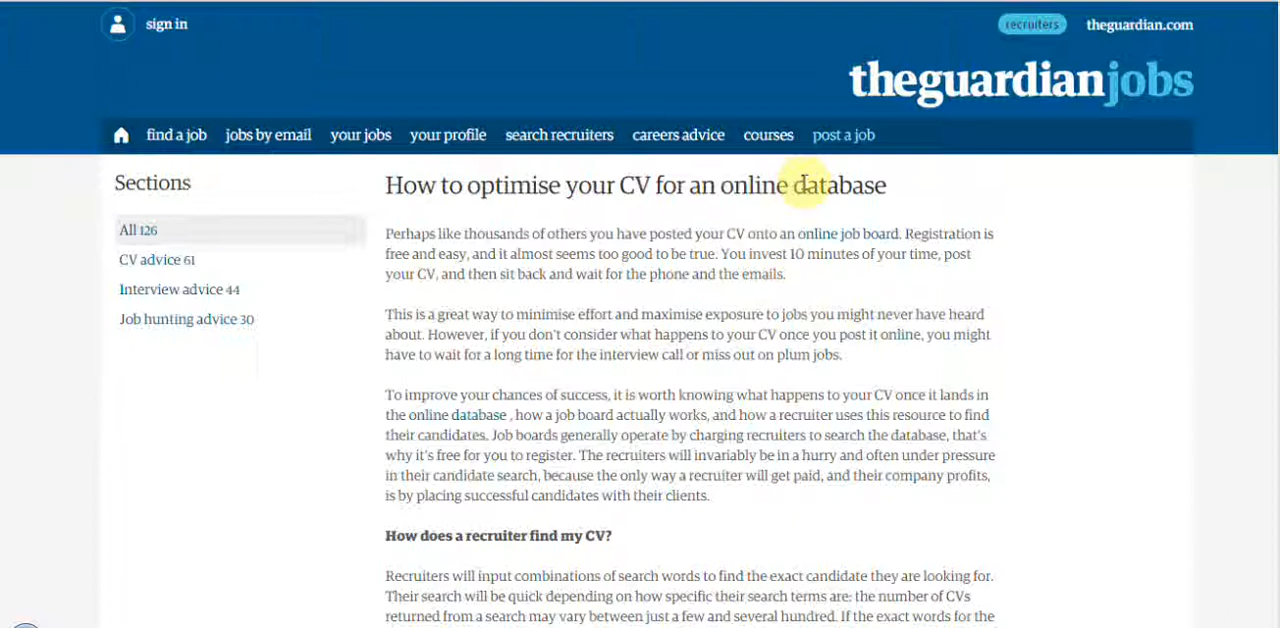 sign in
recruiters
theguardian.com
theguardianjobs
find a job jobs by email your jobs your profile search recruiters careers advice courses post a job
Sections
All 126
CV advice 61
Interview advice 44
Job hunting advice 30
How to optimise your CV for an online database
Perhaps like thousands of others you have posted your CV onto an online job board. Registration is
free and easy, and it almost seems too good to be true. You invest 10 minutes of your time, post
your CV, and then sit back and wait for the phone and the emails.
This is a great way to minimise effort and maximise exposure to jobs you might never have heard
about. However, if you don't consider what happens to your CV once you post it online, you might
have to wait for a long time for the interview call or miss out on plum jobs.
To improve your chances of success, it is worth knowing what happens to your CV once it lands in
the online database , how a job board actually works, and how a recruiter uses this resource to find
their candidates. Job boards generally operate by charging recruiters to search the database, that's
why it's free for you to register. The recruiters will invariably be in a hurry and often under pressure
in their candidate search, because the only way a recruiter will get paid, and their company profits,
is by placing successful candidates with their clients.
How does a recruiter find my CV?
Recruiters will input combinations of search words to find the exact candidate they are looking for.
Their search will be quick depending on how specific their search terms are: the number of CVs
returned from a search may vary between just a few and several hundred. If the exact words for the